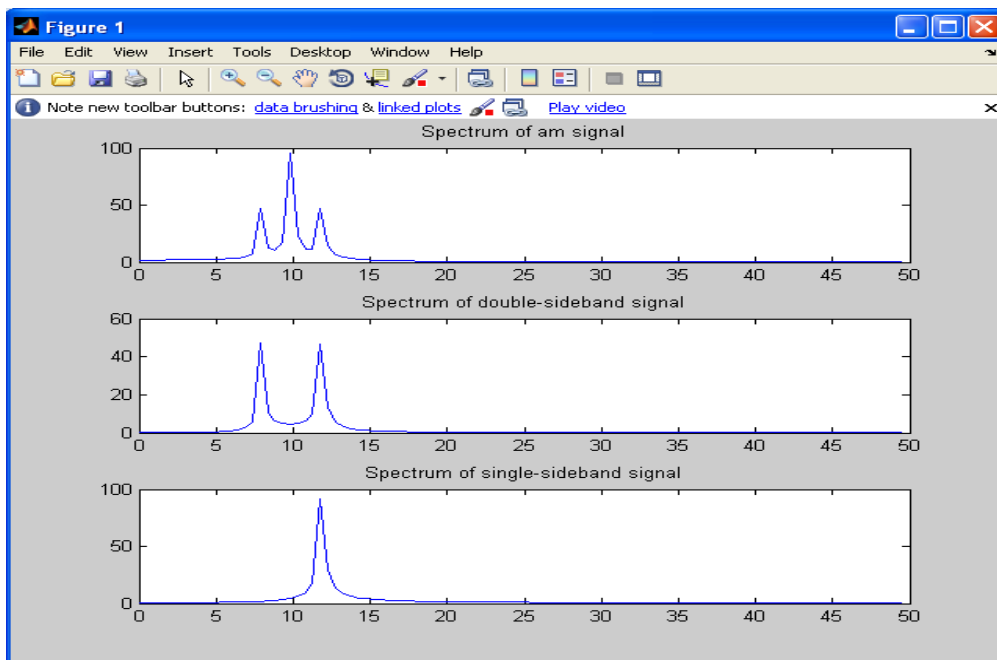 Figure 1
File Edit View Insert Tools Desktop Window Help
Note new toolbar buttons: data brushing & linked plots Play video
Spectrum of am signal
100
50
0
0 5 10 15 20 25 30 35 40 45 50
Spectrum of double-sideband signal
60
40
20
0
0 5 10 15 20 25 30 35 40 45 50
Spectrum of single-sideband signal
100
50
0
0 5 10 15 20 25 30 35 40 45 50